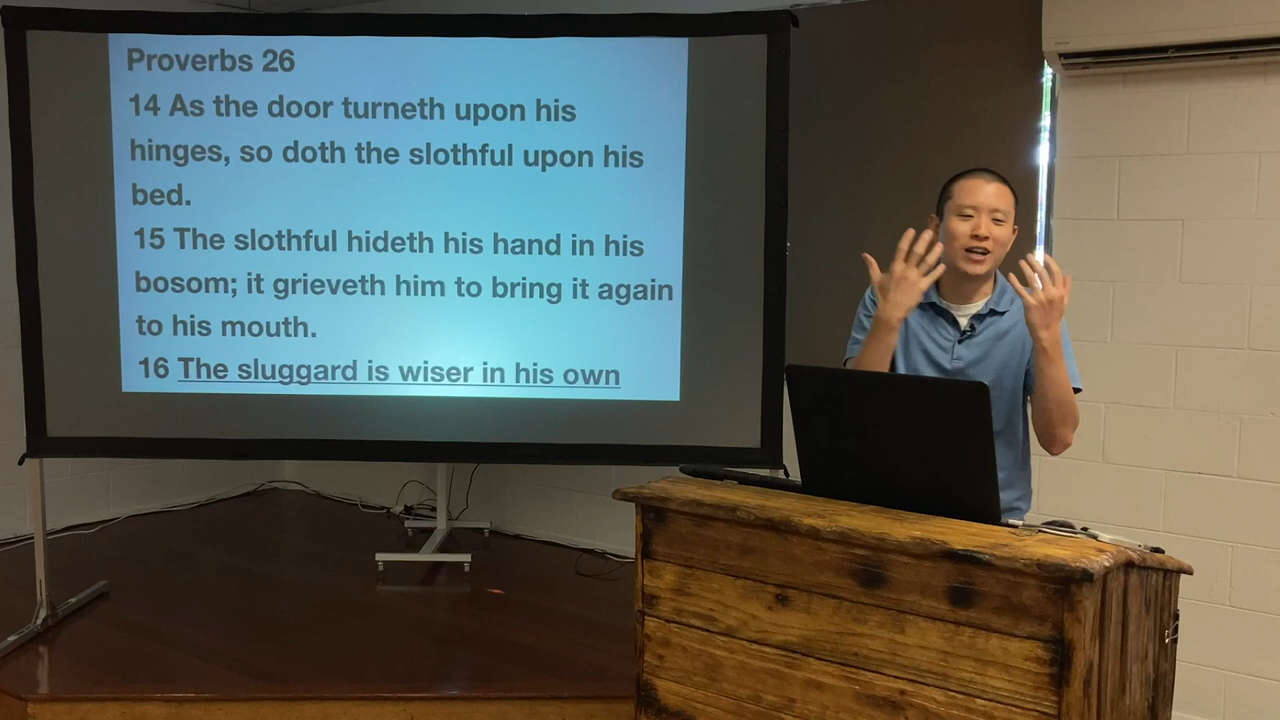 Proverbs 26
14 As the door turneth upon his
hinges, so doth the slothful upon his
bed.
15 The slothful hideth his hand in his
bosom; it grieveth him to bring it again
to his mouth.
16 The sluggard is wiser in his own